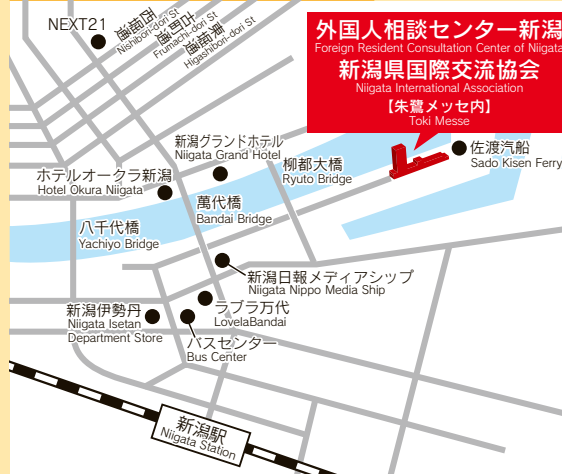 NEXT21
西堀通
Nishibori-dori St
古町通
Frumachi-dori St
東堀通
Higashibori-dori St
外国人相談センター新潟
Foreign Resident Consultation Center of Niigata
新潟県国際交流協会
Niigata International Association
【朱鷺メッセ内】
Toki Messe
新潟グランドホテル
Niigata Grand Hotel
柳都大橋
Ryuto Bridge
佐渡汽船
Sado Kisen Ferry
ホテルオークラ新潟
Hotel Okura Niigata
萬代橋
Bandai Bridge
八千代橋
Yachiyo Bridge
新潟日報メディアシップ
Niigata Nippo Media Ship
ラブラ万代
LovelaBandai
新潟伊勢丹
Niigata Isetan
Department Store
バスセンター
Bus Center
新潟駅
Niigata Station